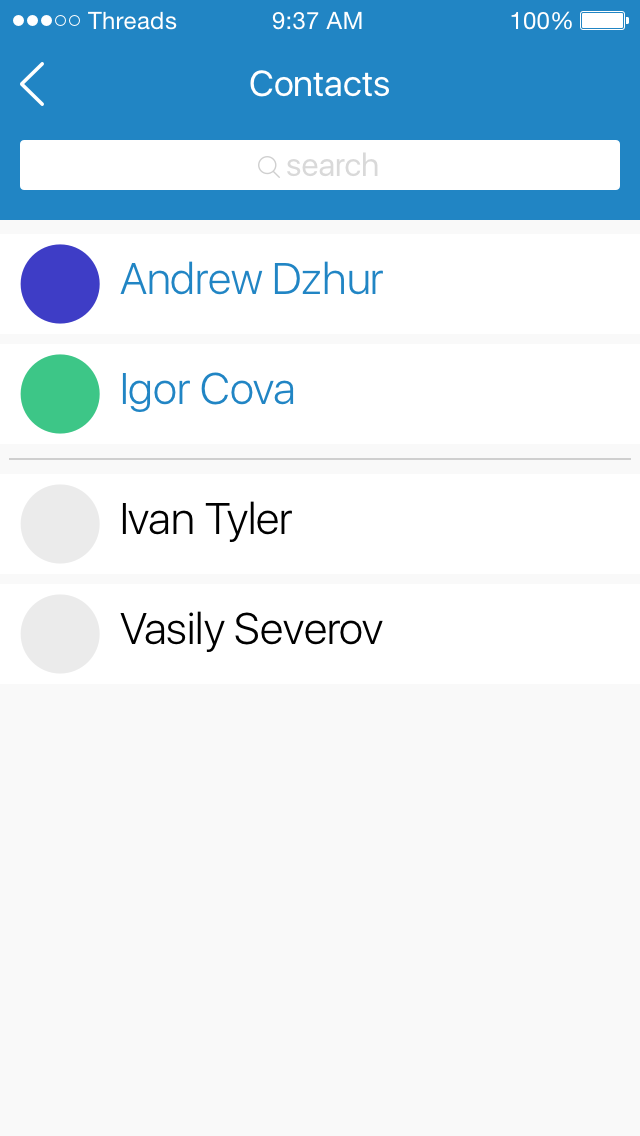 Threads 9:37 AM 100%
Contacts
search
Andrew Dzhur
Igor Cova
Ivan Tyler
Vasily Severov